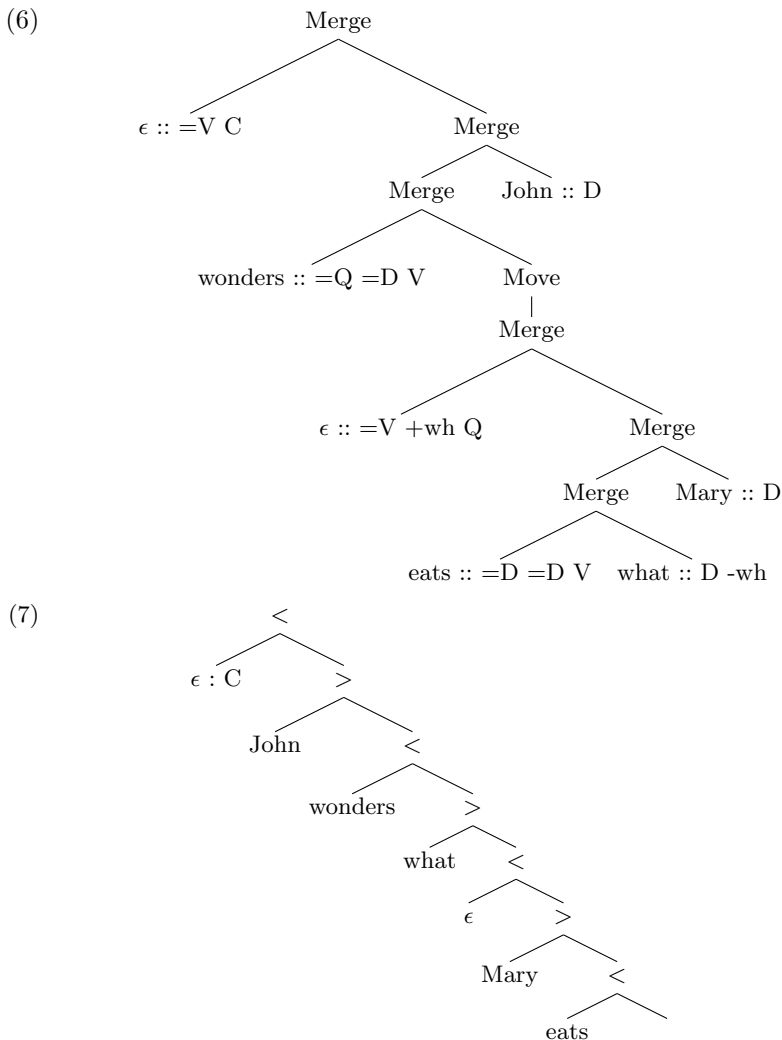 (6) Merge
ϵ :: =V C Merge
Merge John :: D
wonders :: =Q =D V Move
Merge
ϵ :: =V +wh Q Merge
Merge Mary :: D
eats :: =D =D V what :: D -wh
(7) <
ϵ : C >
John <
wonders >
what <
ϵ >
Mary <
eats